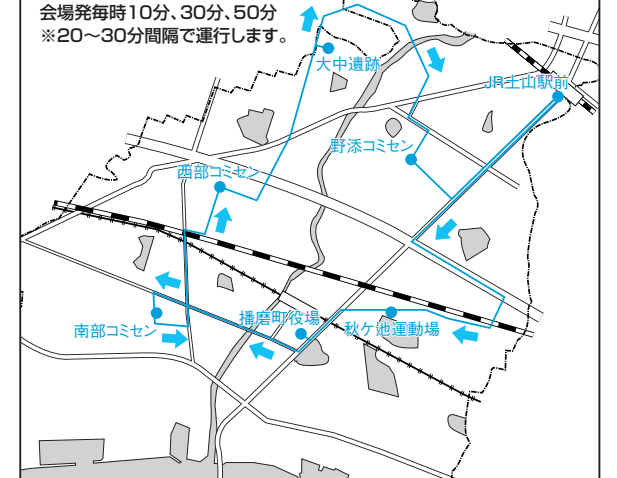 会場発毎時10分、30分、50分
※20〜30分間隔で運行します。
大中遺跡
JR土山駅前
野添コミセン
西部コミセン
播磨町役場
秋ケ池運動場
南部コミセン